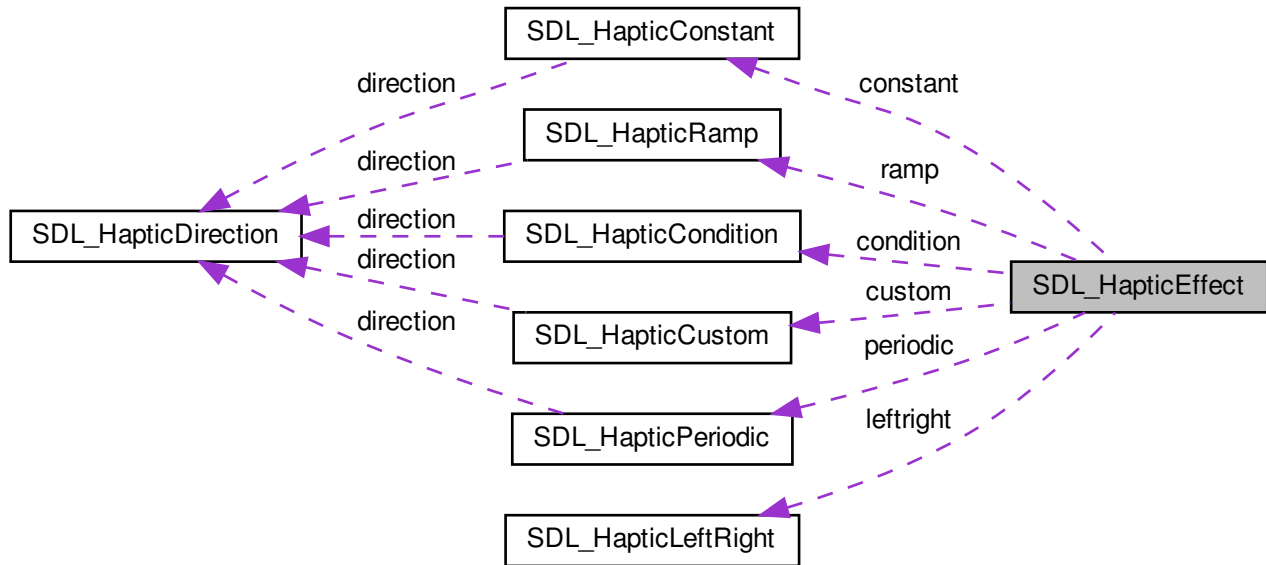 SDL_HapticConstant
direction
constant
SDL_HapticRamp
direction
ramp
SDL_HapticDirection
direction
SDL_HapticCondition
condition
direction
SDL_HapticEffect
custom
SDL_HapticCustom
direction
periodic
SDL_HapticPeriodic
leftright
SDL_HapticLeftRight